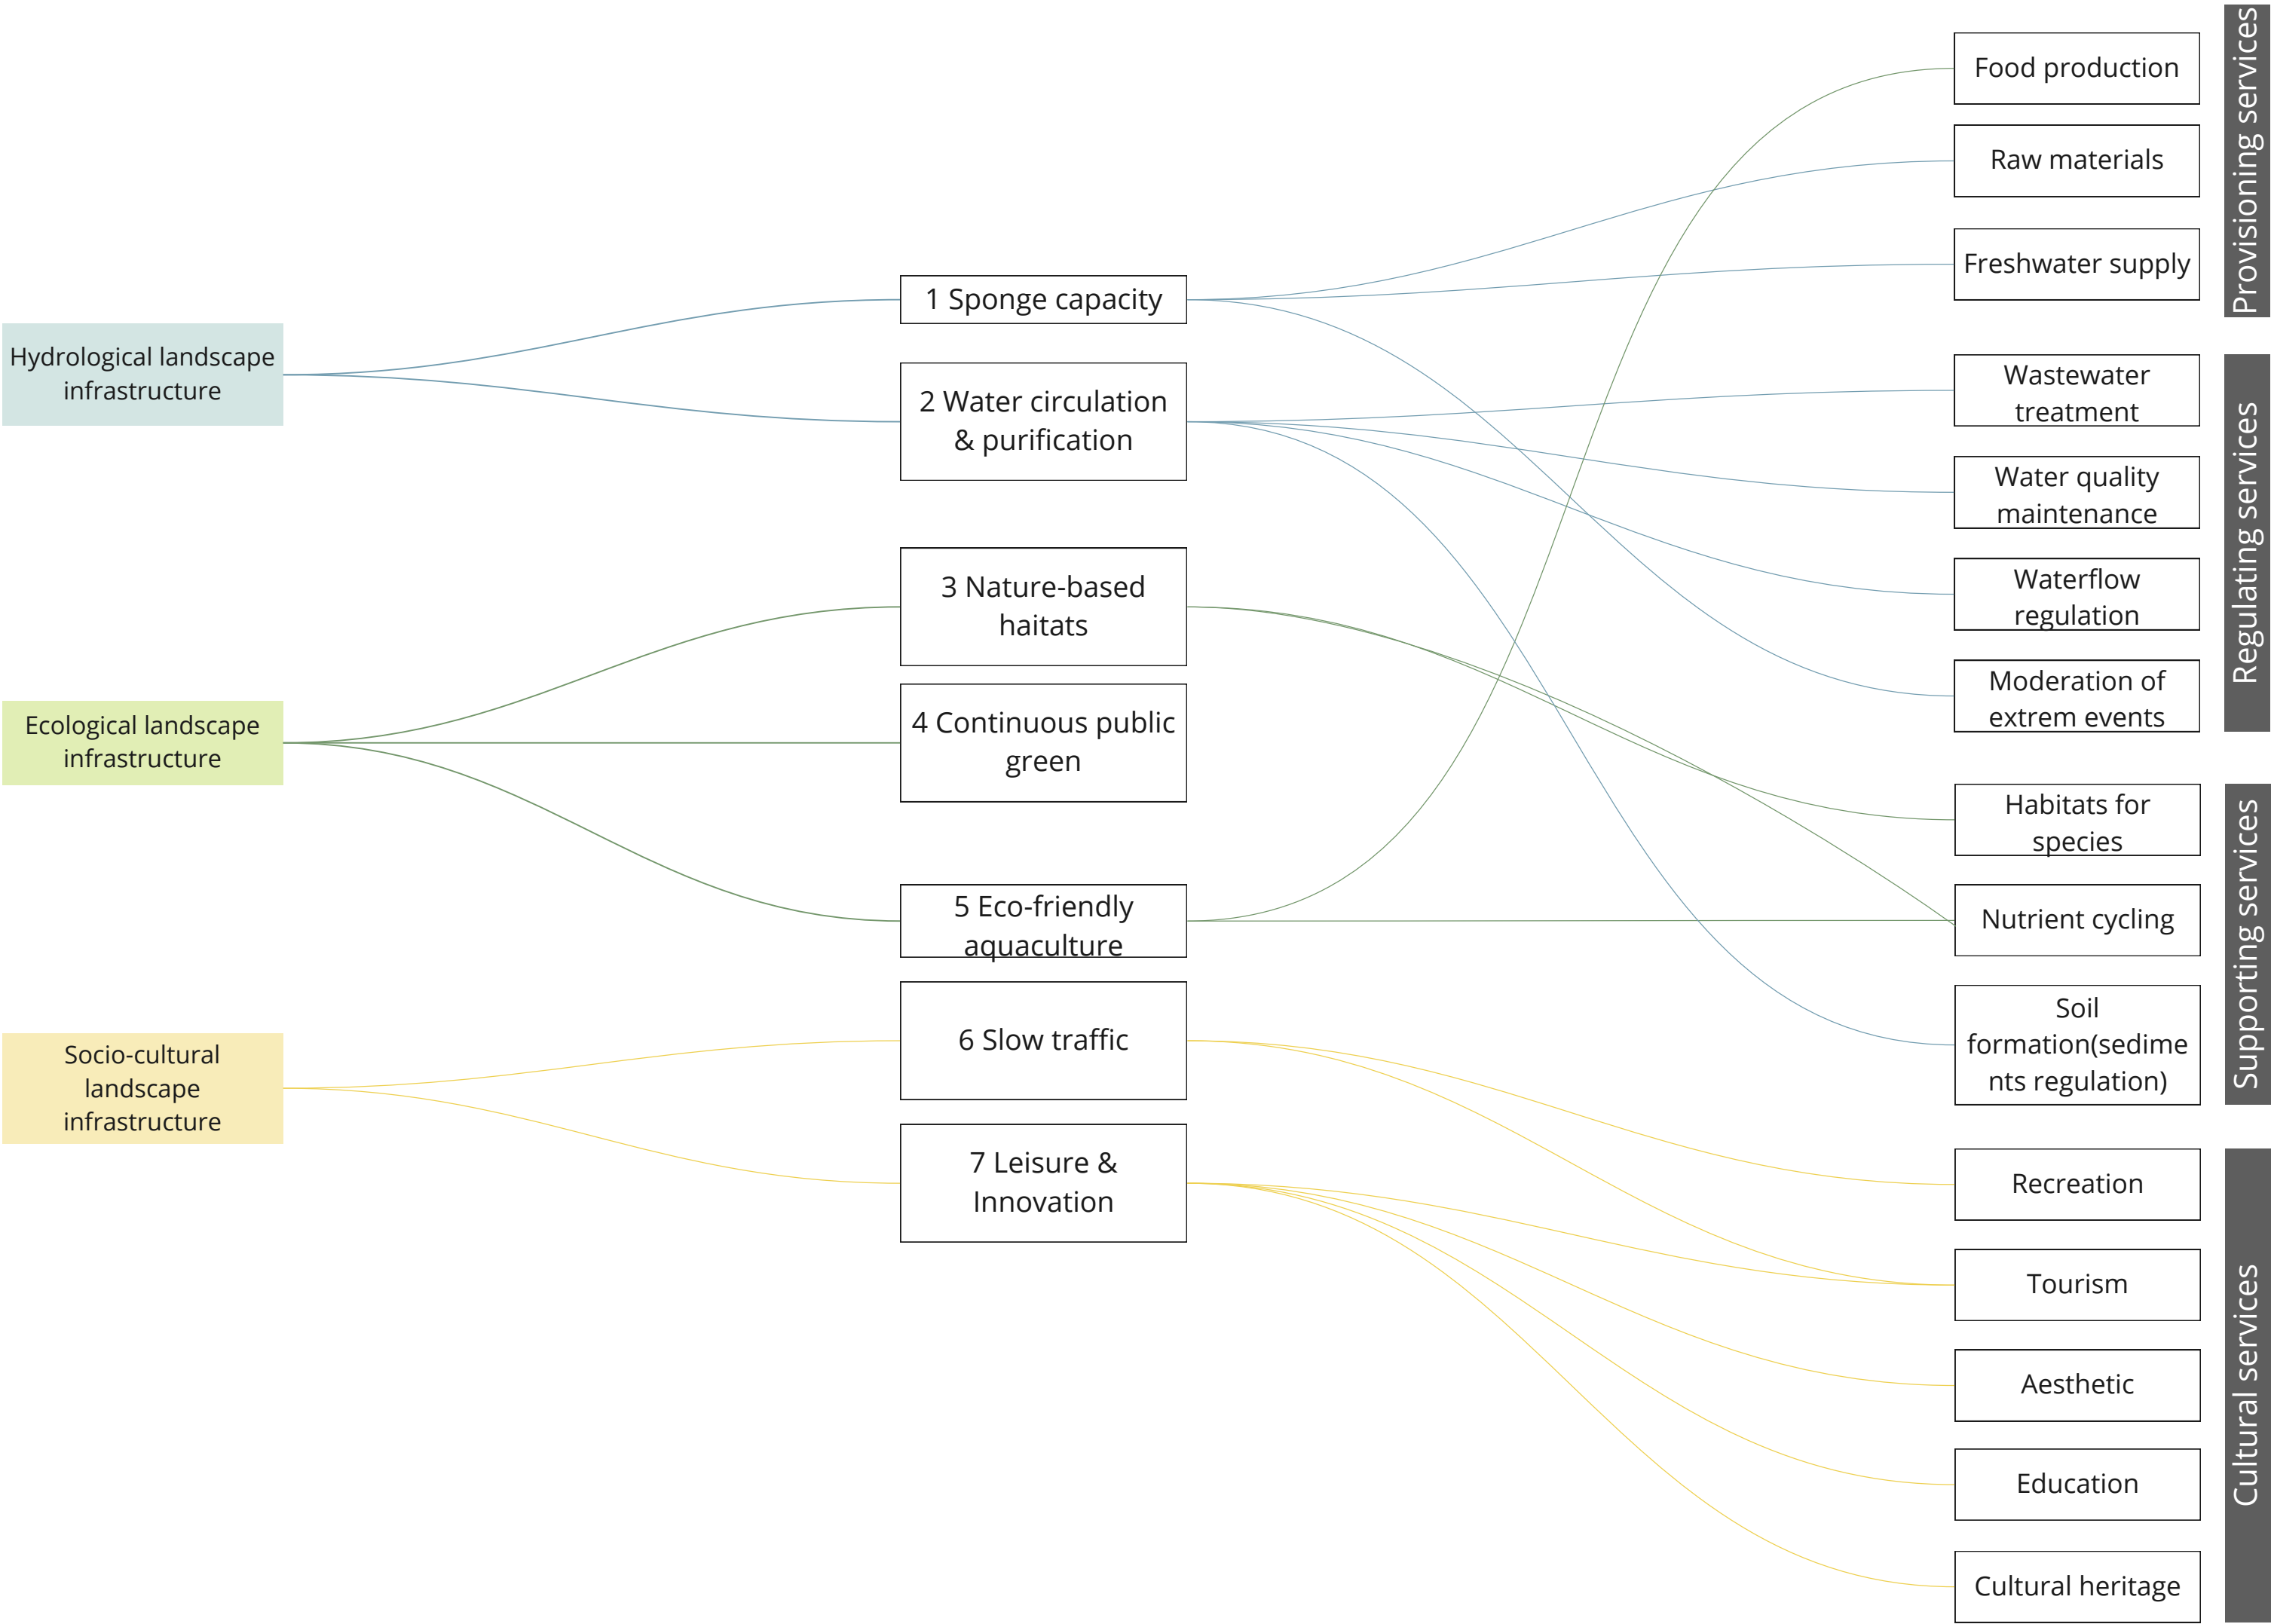 Hydrological landscape
infrastructure
Ecological landscape
infrastructure
Socio-cultural
landscape
infrastructure
1 Sponge capacity
2 Water circulation
& purification
3 Nature-based
haitats
4 Continuous public
green
5 Eco-friendly
aquaculture
6 Slow traffic
7 Leisure &
Innovation
Food production
Raw materials
Freshwater supply
Wastewater
treatment
Water quality
maintenance
Waterflow
regulation
Moderation of
extrem events
Habitats for
species
Nutrient cycling
Soil
formation(sedime
nts regulation)
Recreation
Tourism
Aesthetic
Education
Cultural heritage
Provisioning services
Regulating services
Supporting services
Cultural services